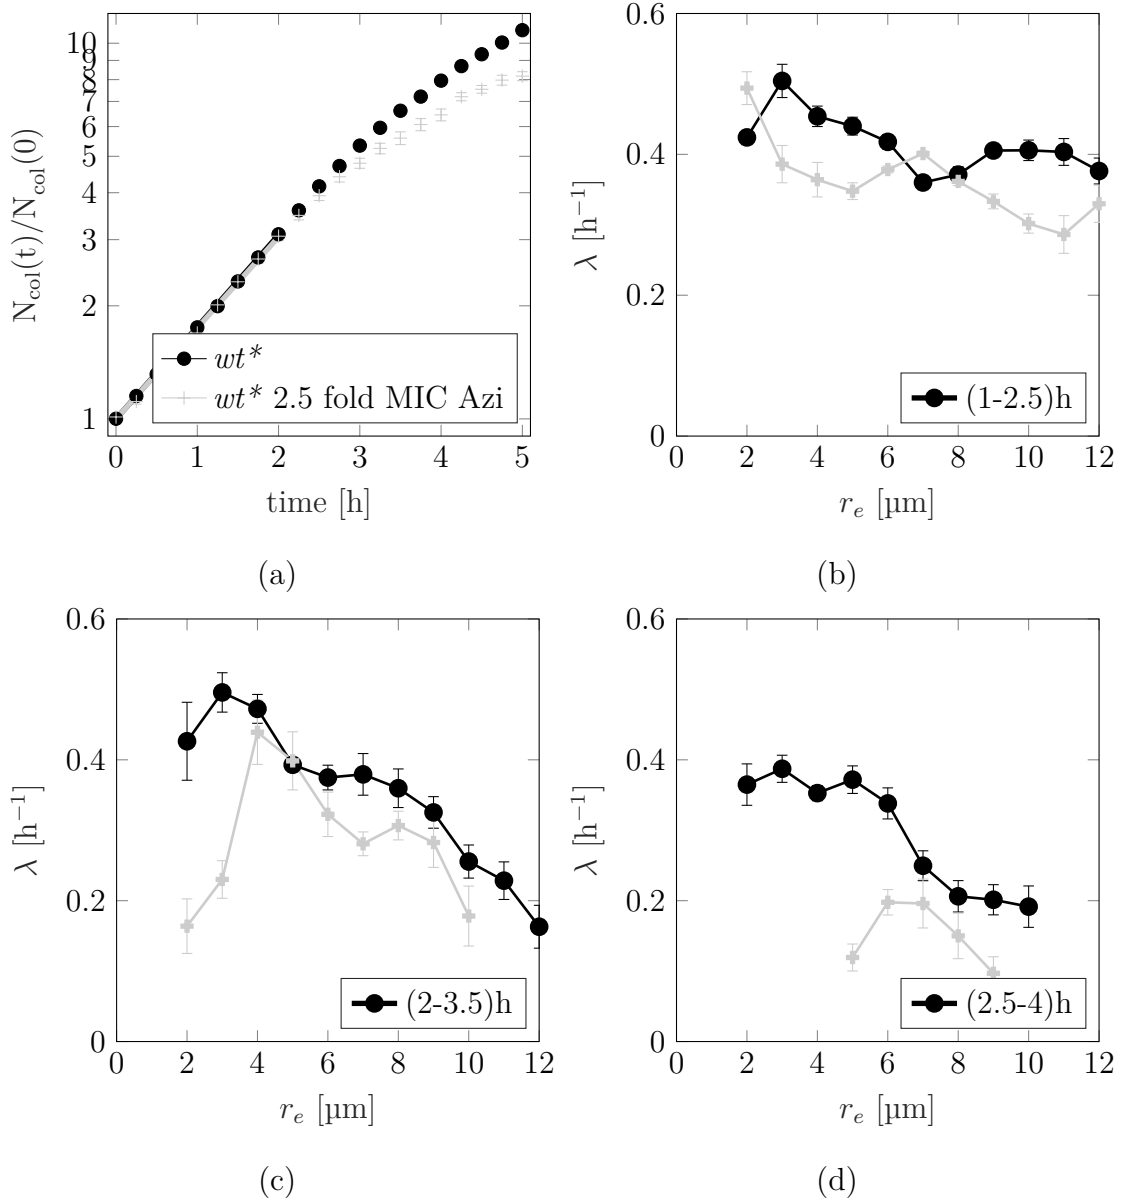 10
9
8
7
6
5
4
3
2
1
N_col(t)/N_col(0)
wt*
wt* 2.5 fold MIC Azi
0 1 2 3 4 5
time [h]
(a)
0.6
0.4
0.2
0
λ [h⁻¹]
(1-2.5)h
0 2 4 6 8 10 12
r_e [µm]
(b)
0.6
0.4
0.2
0
λ [h⁻¹]
(2-3.5)h
0 2 4 6 8 10 12
r_e [µm]
(c)
0.6
0.4
0.2
0
λ [h⁻¹]
(2.5-4)h
0 2 4 6 8 10 12
r_e [µm]
(d)